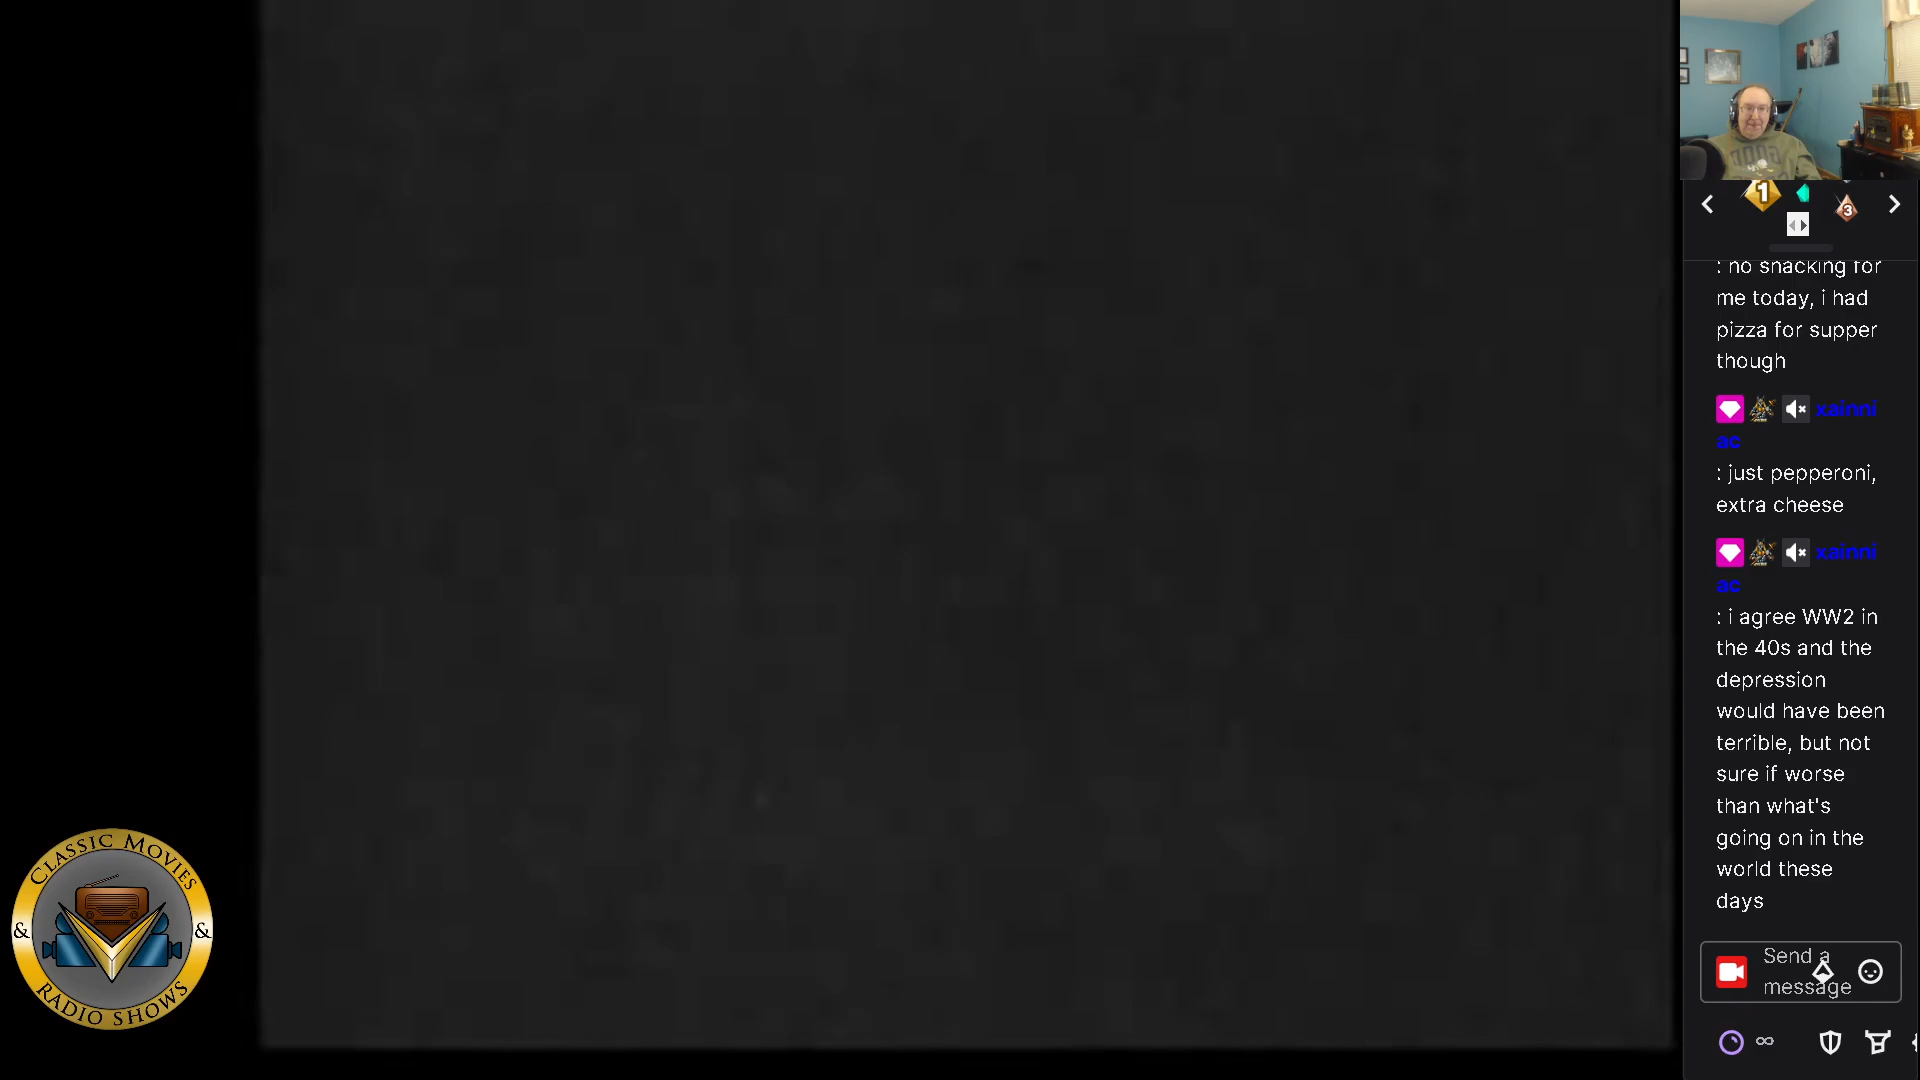 1
3
: no snacking for
me today, i had
pizza for supper
though
xainni
ac
: just pepperoni,
extra cheese
xainni
ac
: i agree WW2 in
the 40s and the
depression
would have been
terrible, but not
sure if worse
than what's
going on in the
world these
days
CLASSIC MOVIES
& &
RADIO SHOWS
Send a
message